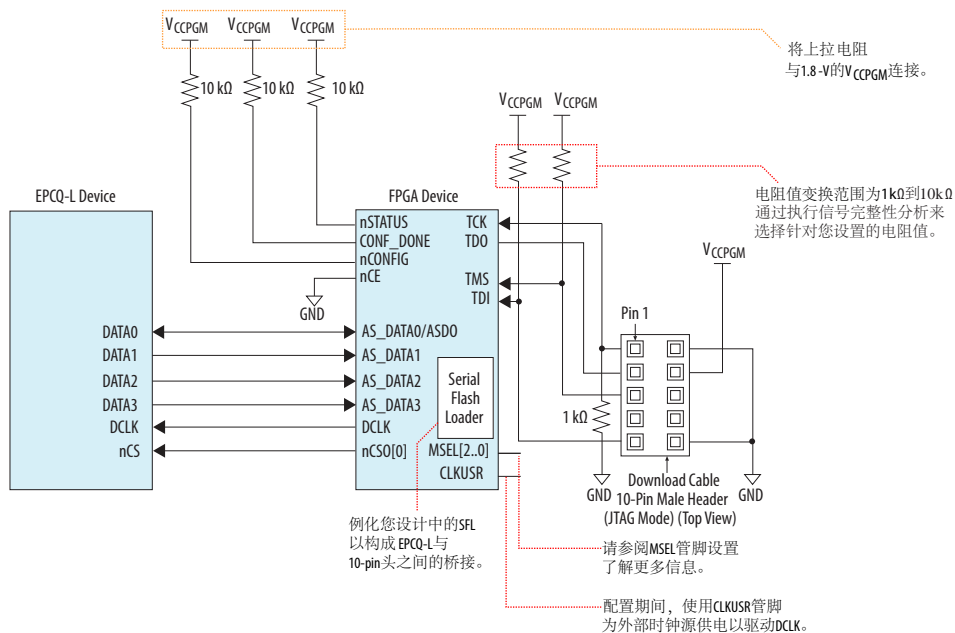 VCCPGM VCCPGM VCCPGM
将上拉电阻
与1.8-V的VCCPGM连接。
10 kΩ 10 kΩ 10 kΩ
VCCPGM VCCPGM
电阻值变换范围为1kΩ到10kΩ
通过执行信号完整性分析来
选择针对您设置的电阻值。
EPCQ-L Device
FPGA Device
nSTATUS
CONF_DONE
nCONFIG
nCE
GND
TCK
TDO
TMS
TDI
VCCPGM
Pin 1
DATA0
DATA1
DATA2
DATA3
DCLK
nCS
AS_DATA0/ASDO
AS_DATA1
AS_DATA2
AS_DATA3
DCLK
nCSO[0]
Serial
Flash
Loader
MSEL[2..0]
CLKUSR
1 kΩ
GND
Download Cable
10-Pin Male Header
(JTAG Mode) (Top View)
GND
例化您设计中的SFL
以构成 EPCQ-L与
10-pin头之间的桥接。
请参阅MSEL管脚设置
了解更多信息。
配置期间，使用CLKUSR管脚
为外部时钟源供电以驱动DCLK。